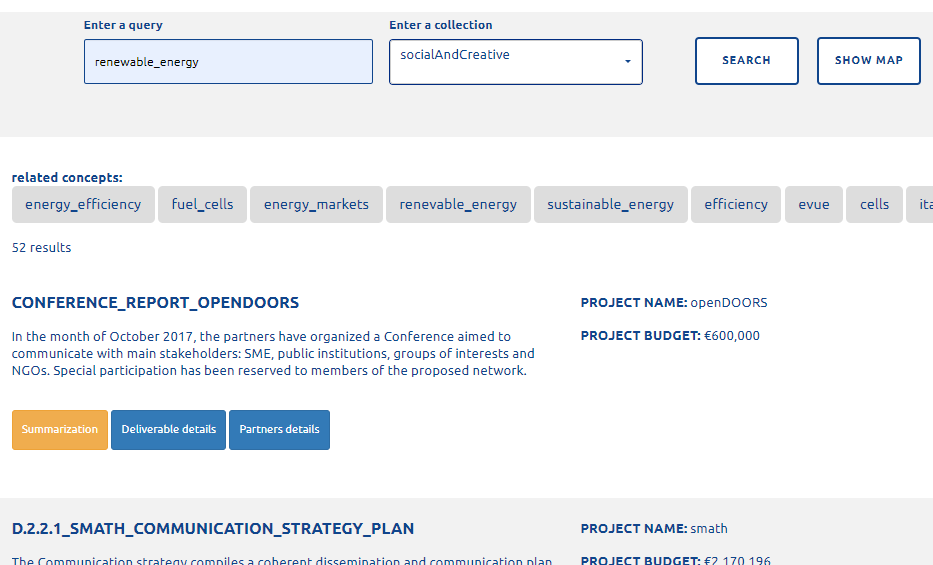 Enter a query
Enter a collection
renewable_energy
socialAndCreative
SEARCH
SHOW MAP
related concepts:
energy_efficiency fuel_cells energy_markets renevable_energy sustainable_energy efficiency evue cells
52 results
CONFERENCE_REPORT_OPENDOORS
In the month of October 2017, the partners have organized a Conference aimed to
communicate with main stakeholders: SME, public institutions, groups of interests and
NGOs. Special participation has been reserved to members of the proposed network.
PROJECT NAME: openDOORS
PROJECT BUDGET: €600,000
Summarization
Deliverable details
Partners details
D.2.2.1_SMATH_COMMUNICATION_STRATEGY_PLAN
The Communication strategy compiles a coherent dissemination and communication plan
PROJECT NAME: smath
PROJECT BUDGET: €2,170,196